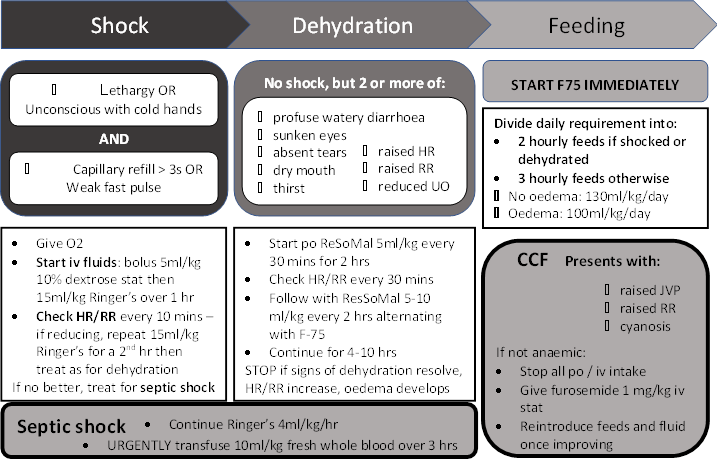 Shock
Dehydration
Feeding
▯ Lethargy OR
Unconscious with cold hands
AND
▯ Capillary refill > 3s OR
Weak fast pulse
• Give O2
• Start iv fluids: bolus 5ml/kg
10% dextrose stat then
15ml/kg Ringer's over 1 hr
• Check HR/RR every 10 mins –
if reducing, repeat 15ml/kg
Ringer's for a 2nd hr then
treat as for dehydration
If no better, treat for septic shock
No shock, but 2 or more of:
▯ profuse watery diarrhoea
▯ sunken eyes
▯ absent tears ▯ raised HR
▯ dry mouth ▯ raised RR
▯ thirst ▯ reduced UO
• Start po ReSoMal 5ml/kg every
30 mins for 2 hrs
• Check HR/RR every 30 mins
• Follow with ResSoMal 5-10
ml/kg every 2 hrs alternating
with F-75
• Continue for 4-10 hrs
STOP if signs of dehydration resolve,
HR/RR increase, oedema develops
Septic shock • Continue Ringer's 4ml/kg/hr
• URGENTLY transfuse 10ml/kg fresh whole blood over 3 hrs
START F75 IMMEDIATELY
Divide daily requirement into:
• 2 hourly feeds if shocked or
dehydrated
• 3 hourly feeds otherwise
▯ No oedema: 130ml/kg/day
▯ Oedema: 100ml/kg/day
CCF Presents with:
▯ raised JVP
▯ raised RR
▯ cyanosis
If not anaemic:
• Stop all po / iv intake
• Give furosemide 1 mg/kg iv
stat
• Reintroduce feeds and fluid
once improving